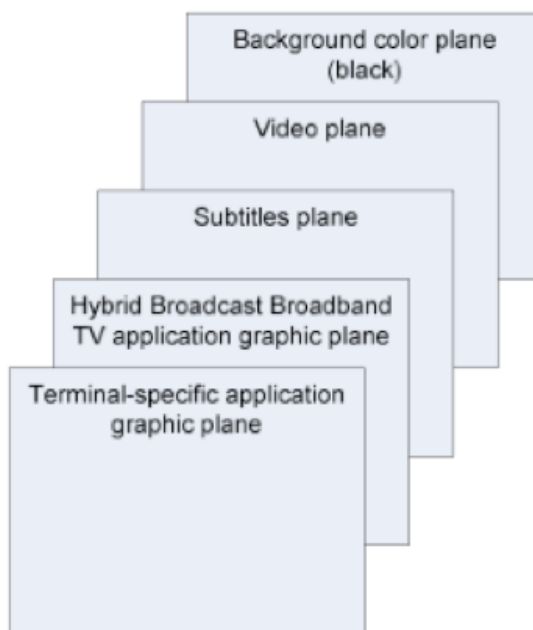 Background color plane
(black)
Video plane
Subtitles plane
Hybrid Broadcast Broadband
TV application graphic plane
Terminal-specific application
graphic plane